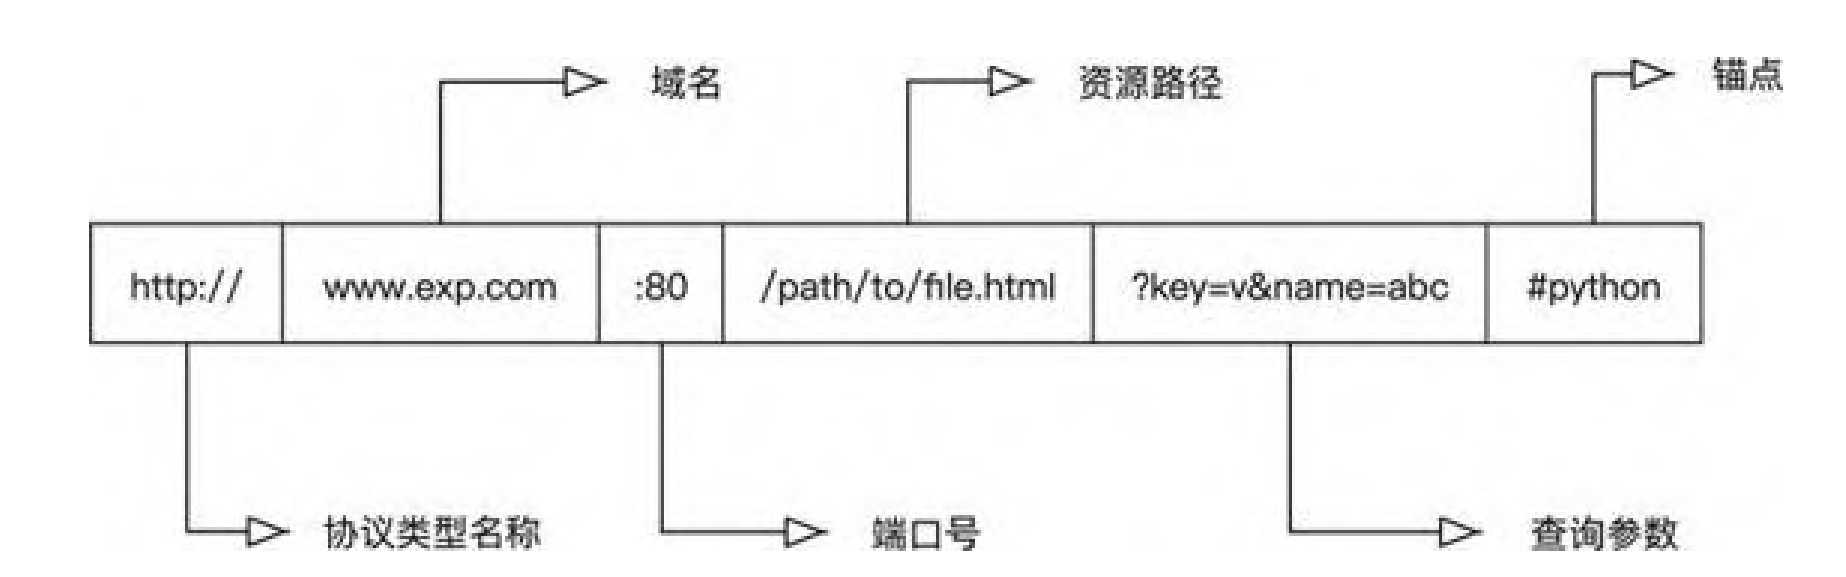 域名
资源路径
锚点
http://
www.exp.com
:80
/path/to/file.html
?key=v&name=abc
#python
协议类型名称
端口号
查询参数